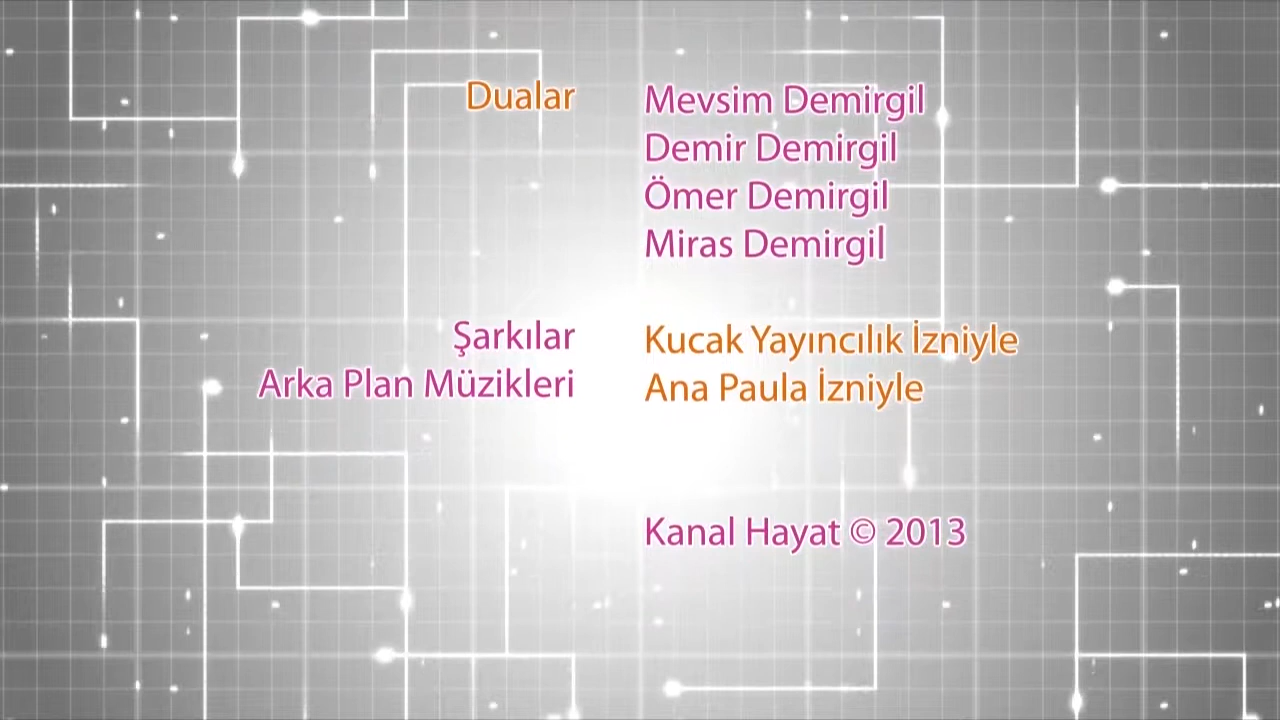 Dualar Mevsim Demirgil
Demir Demirgil
Ömer Demirgil
Miras Demirgil
Şarkılar Kucak Yayıncılık İzniyle
Arka Plan Müzikleri Ana Paula İzniyle
Kanal Hayat © 2013